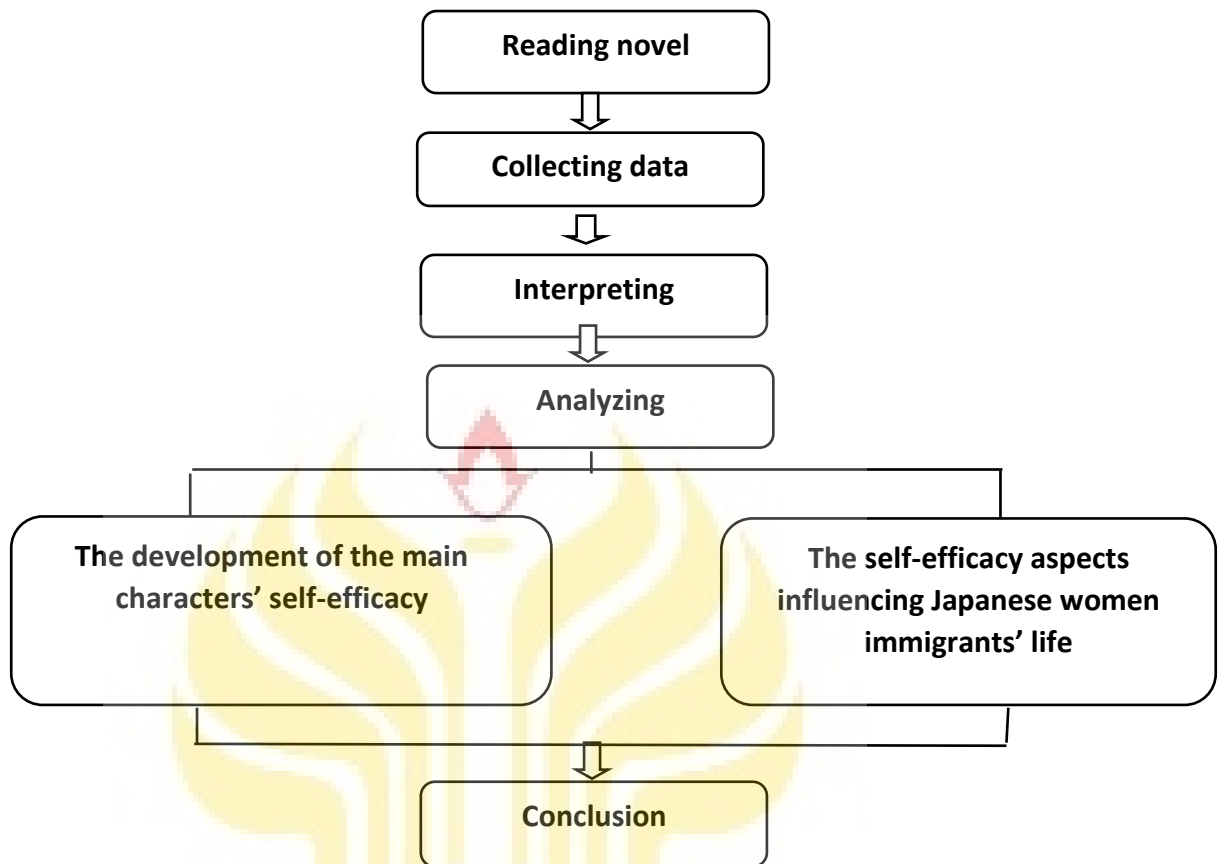 Reading novel
Collecting data
Interpreting
Analyzing
The development of the main
characters’ self-efficacy
The self-efficacy aspects
influencing Japanese women
immigrants’ life
Conclusion